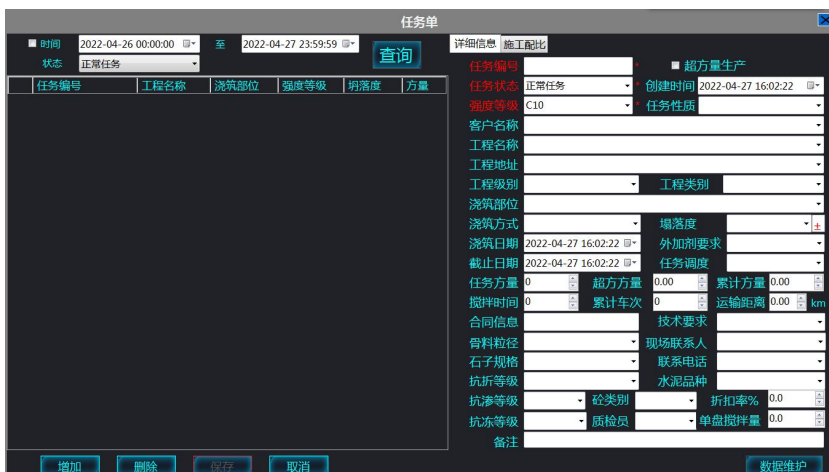 任务单
时间 2022-04-26 00:00:00 至 2022-04-27 23:59:59 查询
状态 正常任务
任务编号 工程名称 浇筑部位 强度等级 坍落度 方量
增加 删除 保存 取消
详细信息 施工配比
任务编号 * 超方量生产
任务状态 正常任务 * 创建时间 2022-04-27 16:02:22
强度等级 C10 * 任务性质
客户名称
工程名称
工程地址
工程级别 工程类别
浇筑部位
浇筑方式 塌落度 ±
浇筑日期 2022-04-27 16:02:22 外加剂要求
截止日期 2022-04-27 16:02:22 任务调度
任务方量 0 超方方量 0.00 累计方量 0.00
搅拌时间 0 累计车次 0 运输距离 0.00 km
合同信息 技术要求
骨料粒径 现场联系人
石子规格 联系电话
抗折等级 水泥品种
抗渗等级 砼类别 折扣率% 0.0
抗冻等级 质检员 单盘搅拌量 0.0
备注
数据维护